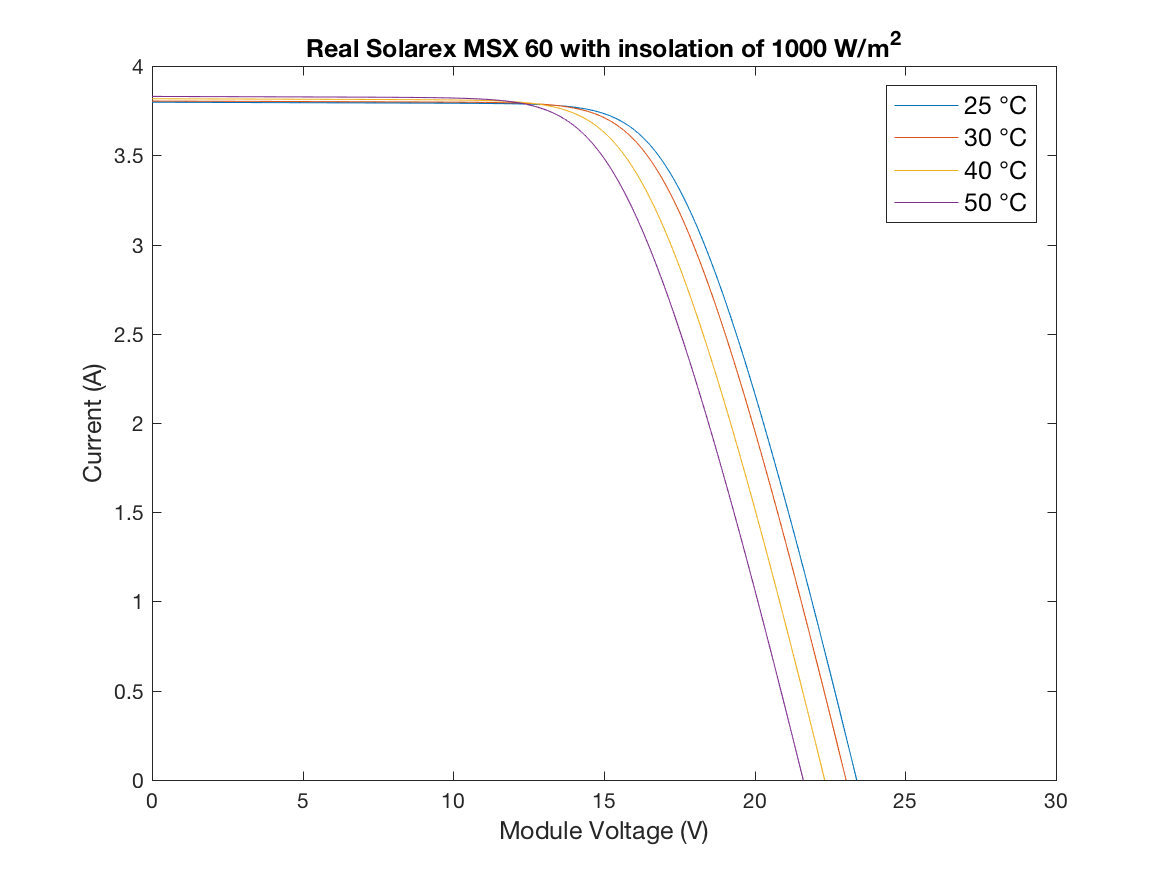 Real Solarex MSX 60 with insolation of 1000 W/m²
4
3.5
3
2.5
2
1.5
1
0.5
0
Current (A)
25 °C
30 °C
40 °C
50 °C
0 5 10 15 20 25 30
Module Voltage (V)